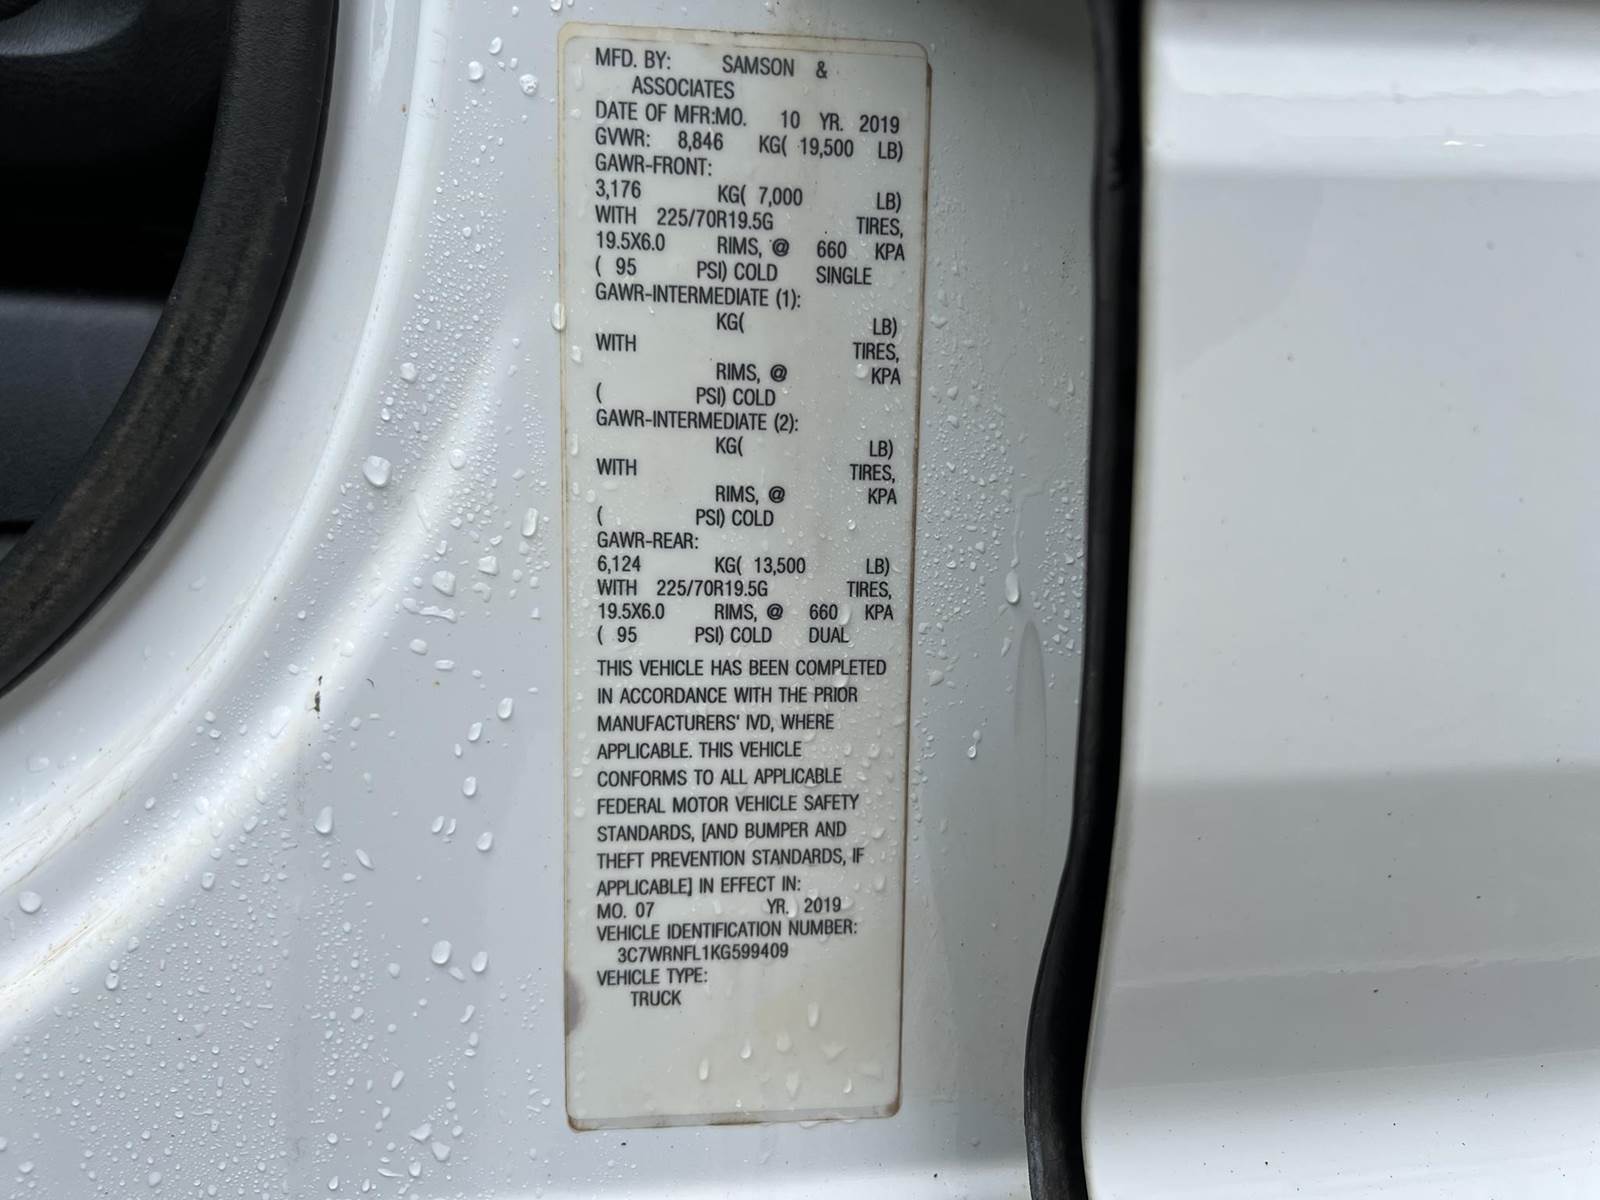 MFD. BY: SAMSON &
ASSOCIATES
DATE OF MFR:MO. 10 YR. 2019
GVWR: 8,846 KG( 19,500 LB)
GAWR-FRONT:
3,176 KG( 7,000 LB)
WITH 225/70R19.5G TIRES,
19.5X6.0 RIMS, @ 660 KPA
( 95 PSI) COLD SINGLE
GAWR-INTERMEDIATE (1):
KG( LB)
WITH TIRES,
RIMS, @ KPA
( PSI) COLD
GAWR-INTERMEDIATE (2):
KG( LB)
WITH TIRES,
RIMS, @ KPA
( PSI) COLD
GAWR-REAR:
6,124 KG( 13,500 LB)
WITH 225/70R19.5G TIRES,
19.5X6.0 RIMS, @ 660 KPA
( 95 PSI) COLD DUAL
THIS VEHICLE HAS BEEN COMPLETED
IN ACCORDANCE WITH THE PRIOR
MANUFACTURERS' IVD, WHERE
APPLICABLE. THIS VEHICLE
CONFORMS TO ALL APPLICABLE
FEDERAL MOTOR VEHICLE SAFETY
STANDARDS, [AND BUMPER AND
THEFT PREVENTION STANDARDS, IF
APPLICABLE] IN EFFECT IN:
MO. 07 YR. 2019
VEHICLE IDENTIFICATION NUMBER:
3C7WRNFL1KG599409
VEHICLE TYPE:
TRUCK